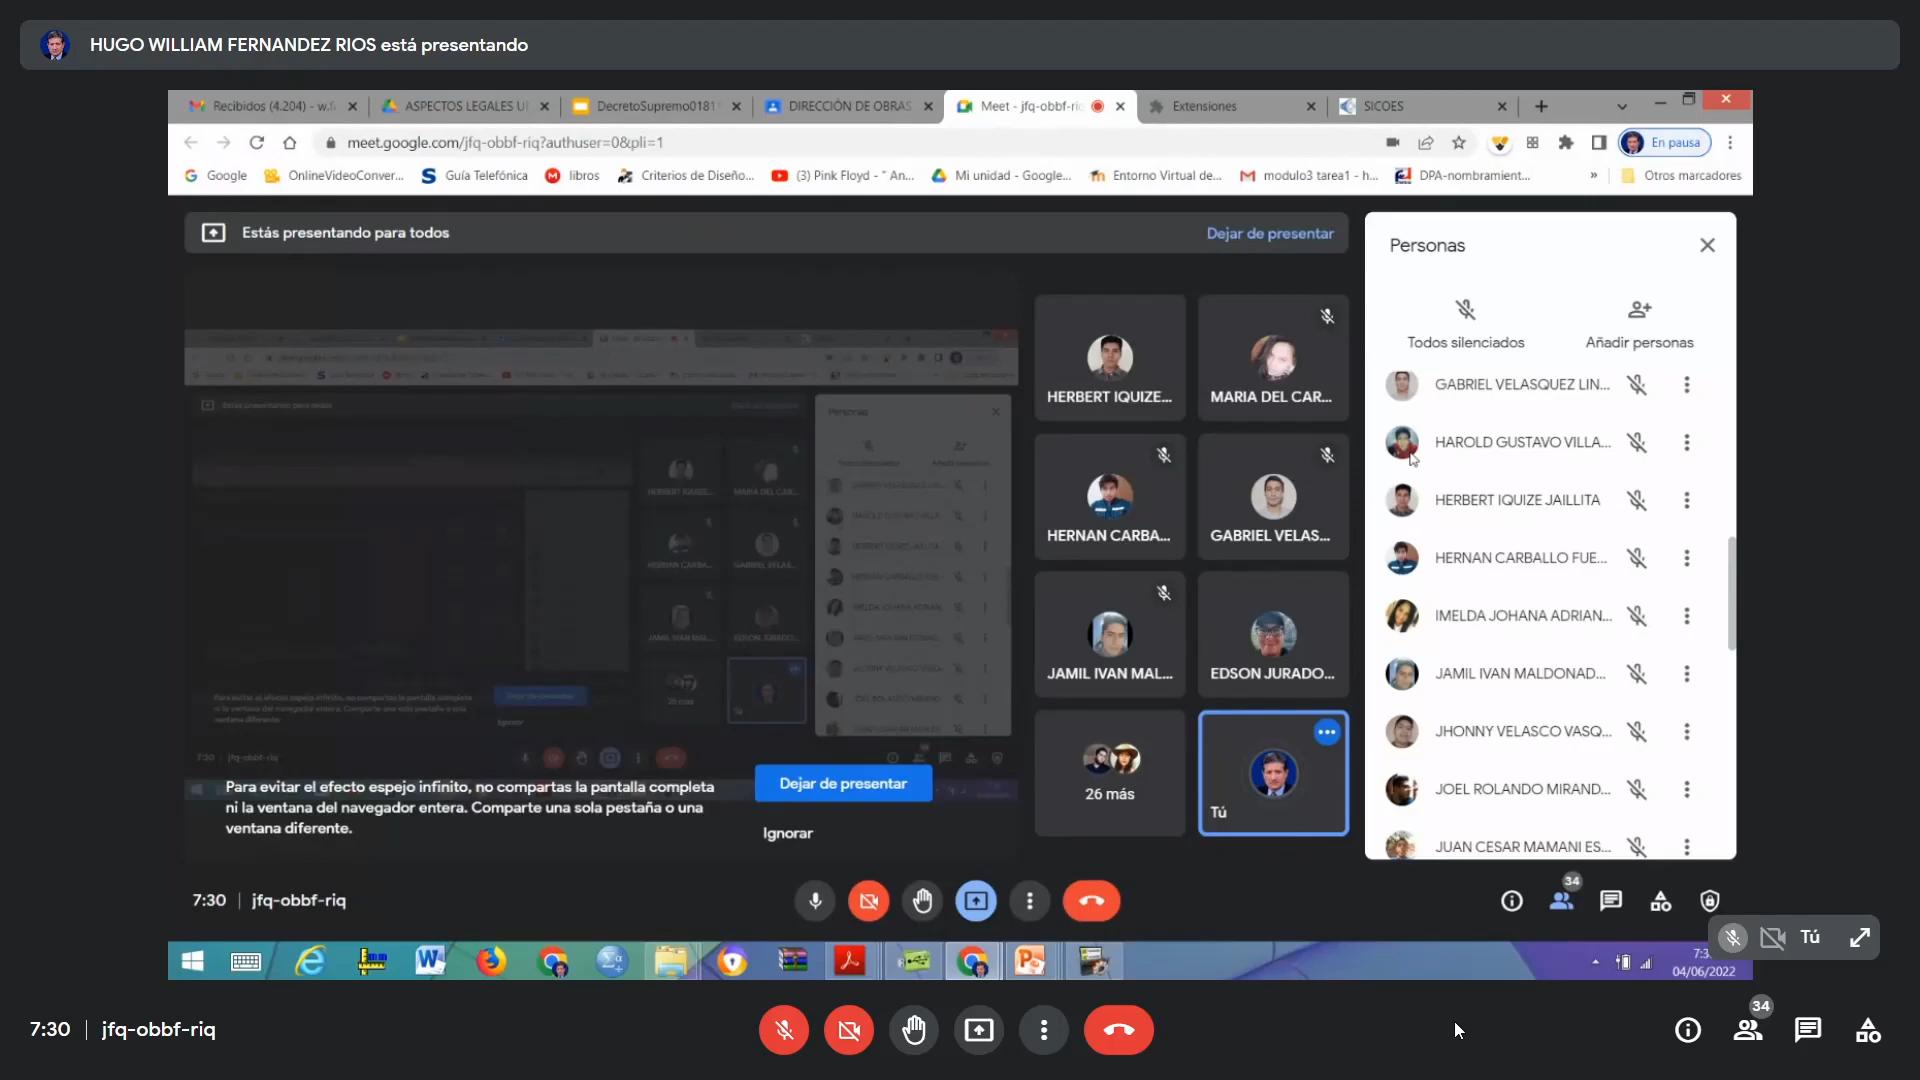 HUGO WILLIAM FERNANDEZ RIOS está presentando
Recibidos (4.204) - w.f
ASPECTOS LEGALES U
DecretoSupremo0181
DIRECCIÓN DE OBRAS
Meet - jfq-obbf-riq
Extensiones
SICOES
meet.google.com/jfq-obbf-riq?authuser=0&pli=1
En pausa
Google
OnlineVideoConver...
Guía Telefónica
libros
Criterios de Diseño...
(3) Pink Floyd - " An...
Mi unidad - Google...
Entorno Virtual de...
modulo3 tarea1 - h...
DPA-nombramient...
»
Otros marcadores
Estás presentando para todos
Dejar de presentar
Personas
Todos silenciados
Añadir personas
GABRIEL VELASQUEZ LIN...
HAROLD GUSTAVO VILLA...
HERBERT IQUIZE JAILLITA
HERNAN CARBALLO FUE...
IMELDA JOHANA ADRIAN...
JAMIL IVAN MALDONAD...
JHONNY VELASCO VASQ...
JOEL ROLANDO MIRAND...
JUAN CESAR MAMANI ES...
HERBERT IQUIZE...
MARIA DEL CAR...
HERNAN CARBA...
GABRIEL VELAS...
JAMIL IVAN MAL...
EDSON JURADO...
26 más
Tú
Para evitar el efecto espejo infinito, no compartas la pantalla completa
ni la ventana del navegador entera. Comparte una sola pestaña o una
ventana diferente.
Dejar de presentar
Ignorar
7:30 | jfq-obbf-riq
34
Tú
04/06/2022
7:30 | jfq-obbf-riq
34